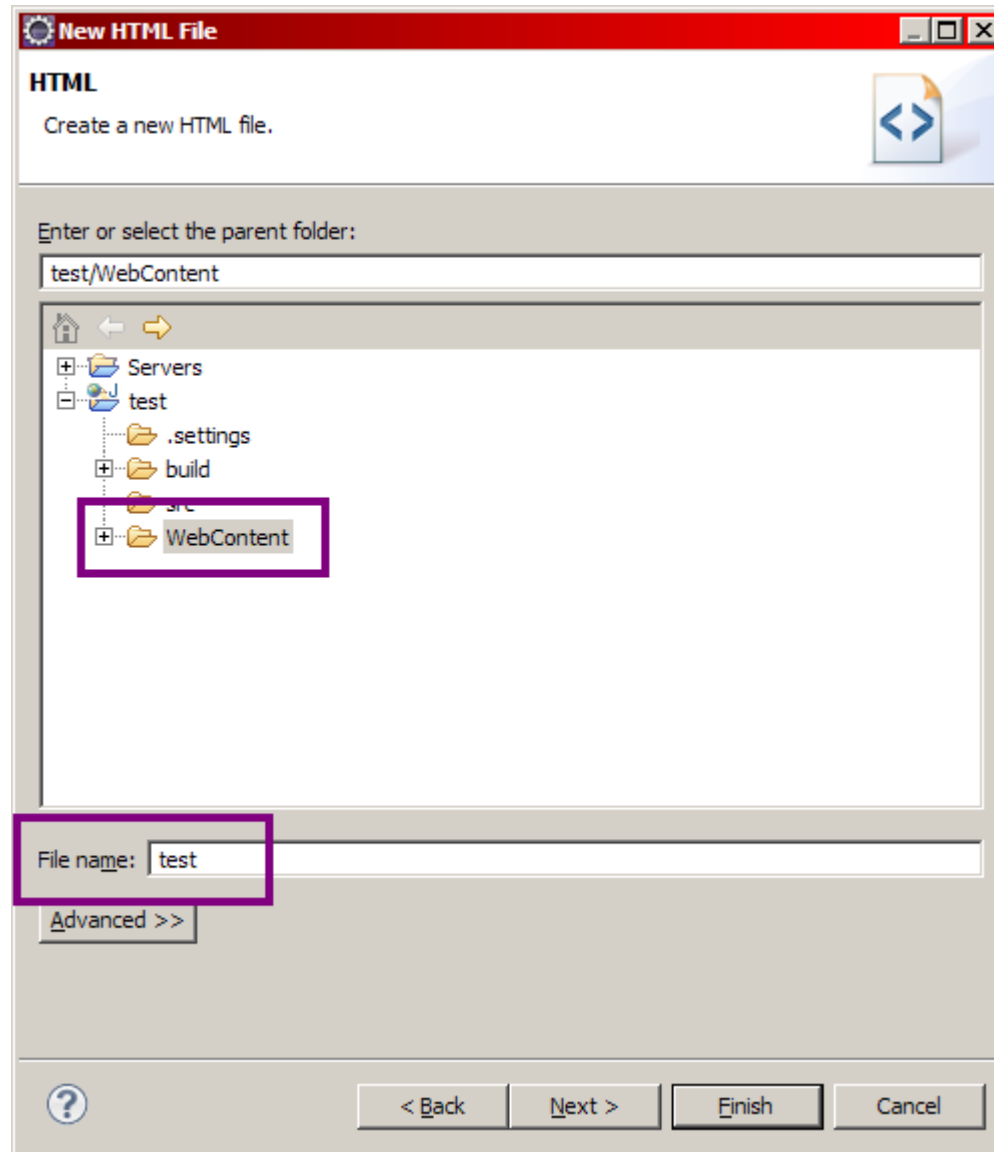 New HTML File
HTML
Create a new HTML file.
Enter or select the parent folder:
test/WebContent
Servers
test
.settings
build
src
WebContent
File name: test
Advanced >>
< Back Next > Finish Cancel